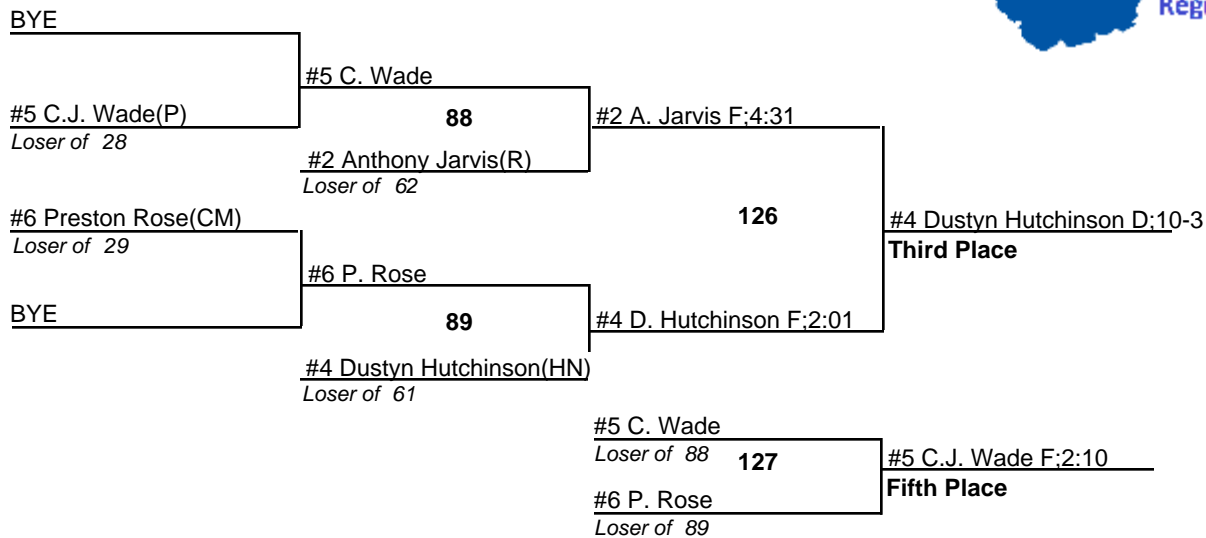 BYE
#5 C. Wade
#5 C.J. Wade(P)
Loser of 28
88
#2 A. Jarvis F;4:31
#2 Anthony Jarvis(R)
Loser of 62
#6 Preston Rose(CM)
Loser of 29
126
#4 Dustyn Hutchinson D;10-3
Third Place
#6 P. Rose
BYE
89
#4 D. Hutchinson F;2:01
#4 Dustyn Hutchinson(HN)
Loser of 61
#5 C. Wade
Loser of 88
127
#5 C.J. Wade F;2:10
Fifth Place
#6 P. Rose
Loser of 89